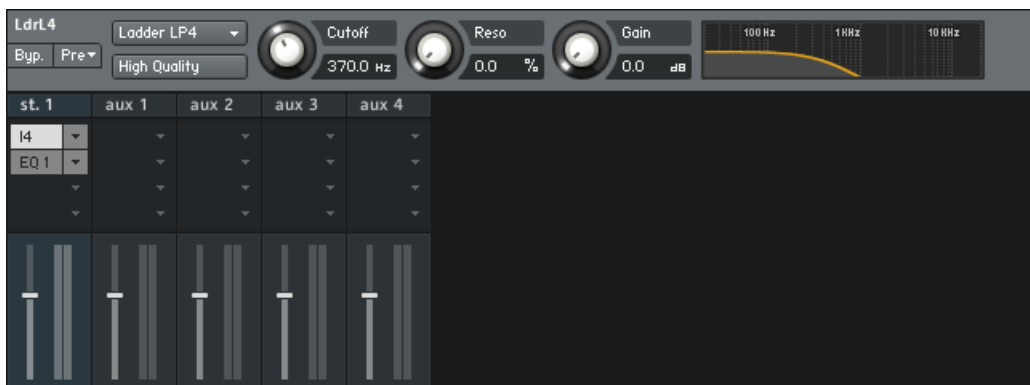 LdrL4
Ladder LP4
Cutoff
Reso
Gain
100 Hz 1 KHz 10 KHz
Byp. Pre
High Quality
370.0 Hz
0.0 %
0.0 dB
st. 1 aux 1 aux 2 aux 3 aux 4
l4
EQ 1